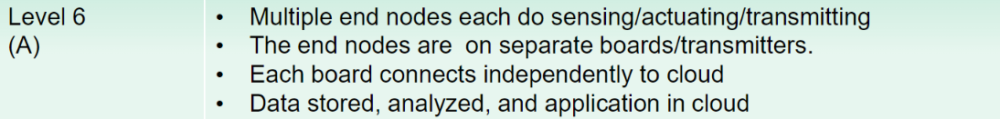 Level 6
(A)
• Multiple end nodes each do sensing/actuating/transmitting
• The end nodes are on separate boards/transmitters.
• Each board connects independently to cloud
• Data stored, analyzed, and application in cloud